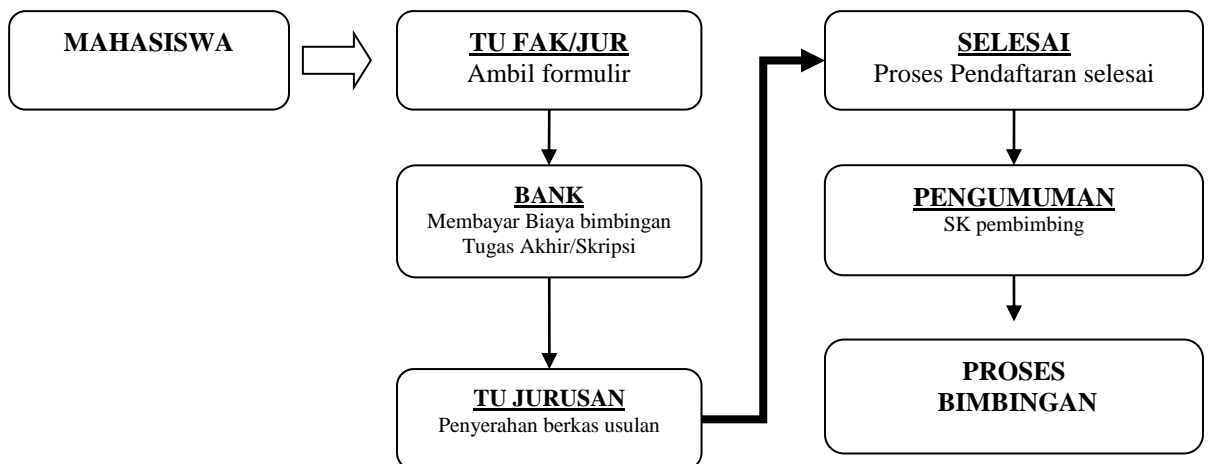 MAHASISWA
TU FAK/JUR
Ambil formulir
BANK
Membayar Biaya bimbingan
Tugas Akhir/Skripsi
TU JURUSAN
Penyerahan berkas usulan
SELESAI
Proses Pendaftaran selesai
PENGUMUMAN
SK pembimbing
PROSES
BIMBINGAN